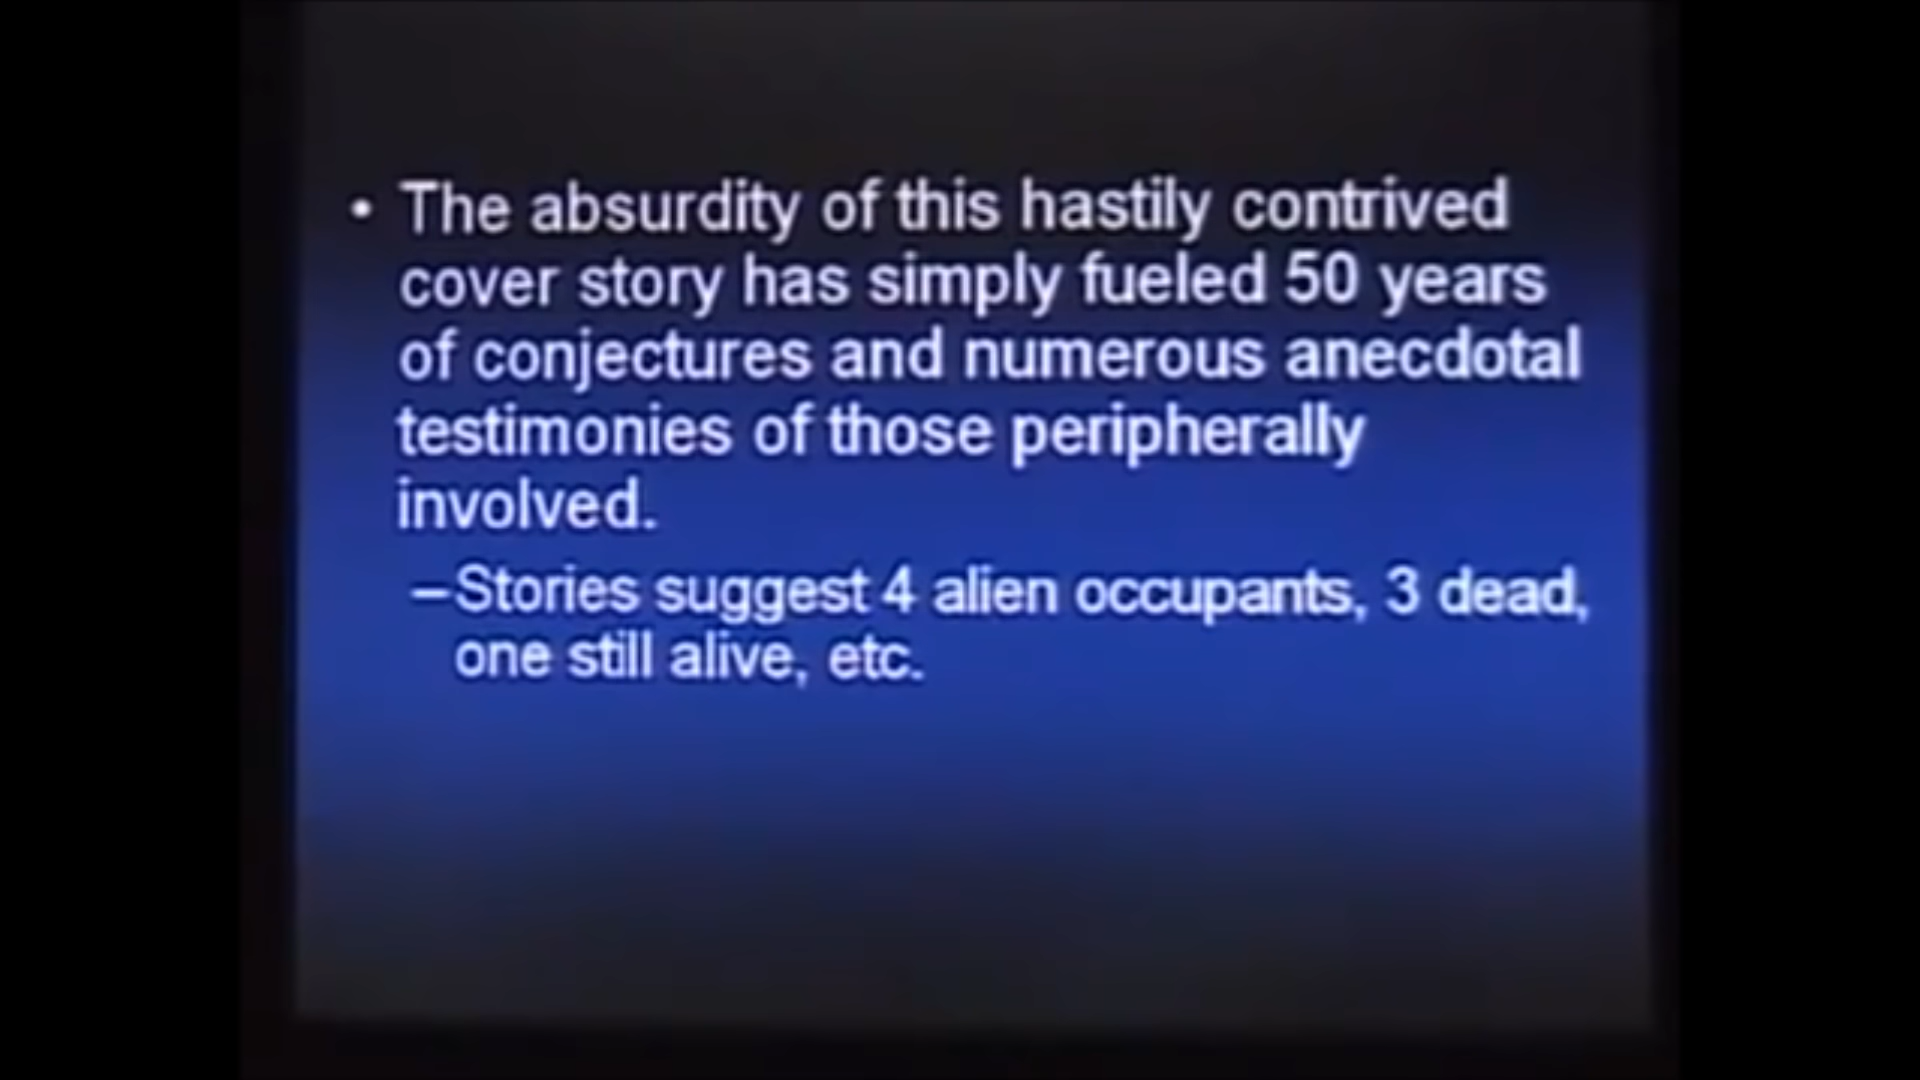 • The absurdity of this hastily contrived
cover story has simply fueled 50 years
of conjectures and numerous anecdotal
testimonies of those peripherally
involved.
–Stories suggest 4 alien occupants, 3 dead,
one still alive, etc.